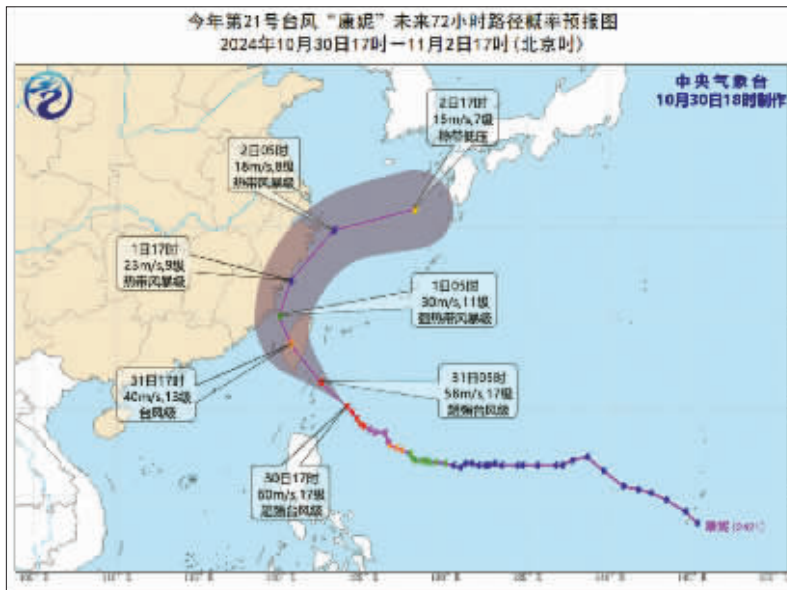 今年第21号台风“康妮”未来72小时路径概率预报图
2024年10月30日17时一11月2日17时(北京时)
中央气象台
10月30日18时制作
2日17时
15m/s,7级
热带低压
2日05时
18m/s,8级
热带风暴级
1日17时
23m/s,9级
热带风暴级
1日05时
30m/s,11级
强热带风暴级
31日17时
40m/s,13级
台风级
31日05时
58m/s,17级
超强台风级
30日17时
60m/s,17级
超强台风级
康妮(2421)